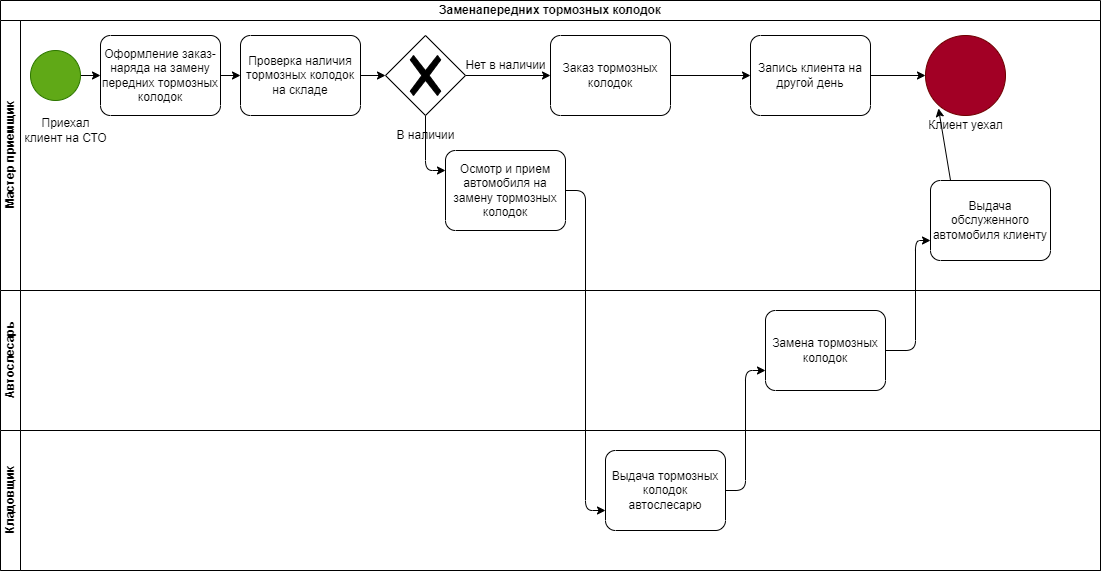 Заменапередних тормозных колодок
Мастер приемщик
Приехал
клиент на СТО
Оформление заказ-
наряда на замену
передних тормозных
колодок
Проверка наличия
тормозных колодок
на складе
Нет в наличии
В наличии
Заказ тормозных
колодок
Запись клиента на
другой день
Клиент уехал
Осмотр и прием
автомобиля на
замену тормозных
колодок
Выдача
обслуженного
автомобиля клиенту
Автослесарь
Замена тормозных
колодок
Кладовщик
Выдача тормозных
колодок
автослесарю